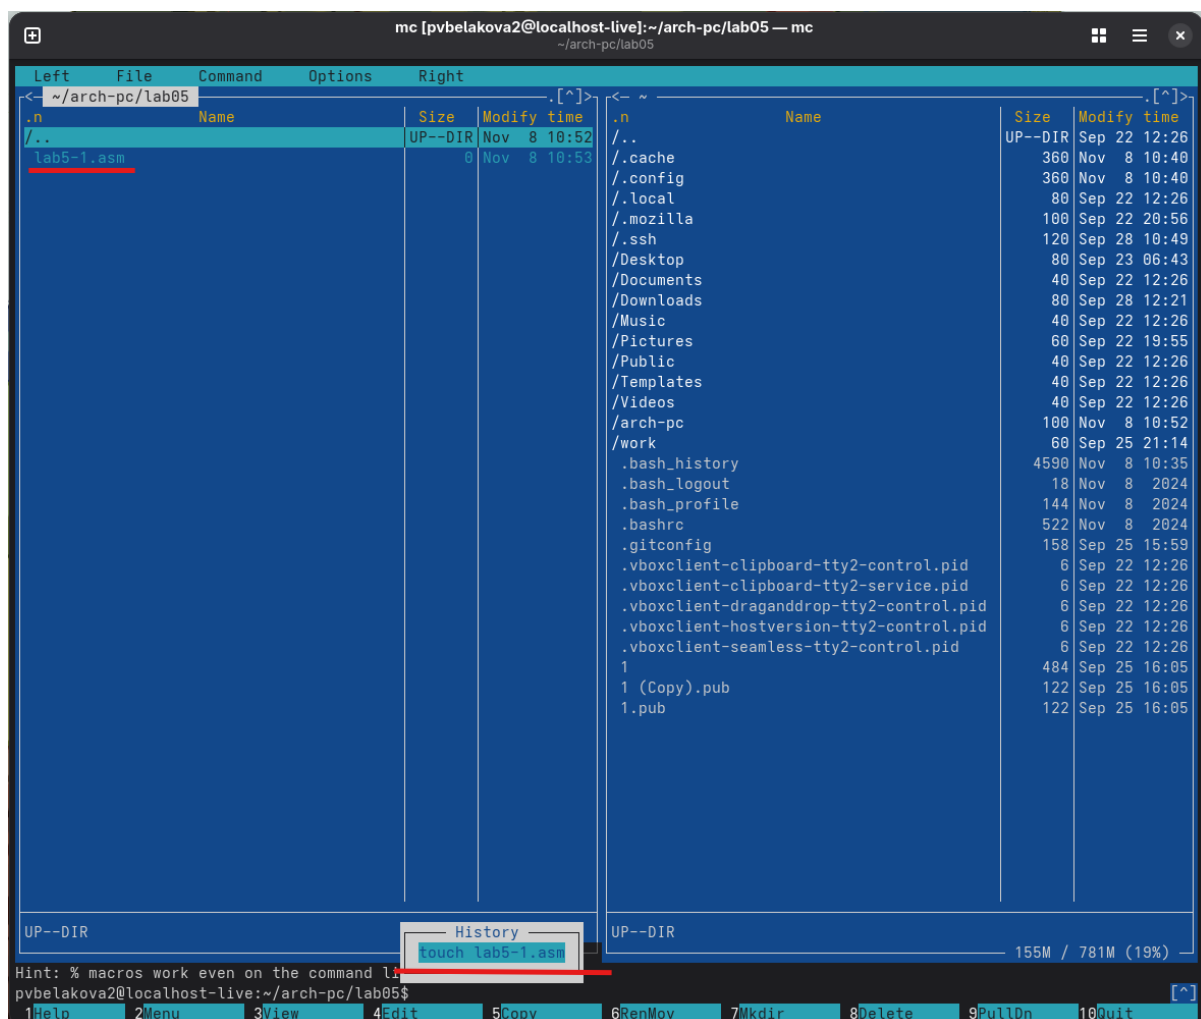 mc [pvbelakova2@localhost-live]:~/arch-pc/lab05 — mc
~/arch-pc/lab05
Left File Command Options Right
<— ~/arch-pc/lab05 .[^]>
.n Name Size Modify time
/.. UP--DIR Nov 8 10:52
lab5-1.asm 0 Nov 8 10:53
UP--DIR
<— ~ .[^]>
.n Name Size Modify time
/.. UP--DIR Sep 22 12:26
/.cache 360 Nov 8 10:40
/.config 360 Nov 8 10:40
/.local 80 Sep 22 12:26
/.mozilla 100 Sep 22 20:56
/.ssh 120 Sep 28 10:49
/Desktop 80 Sep 23 06:43
/Documents 40 Sep 22 12:26
/Downloads 80 Sep 28 12:21
/Music 40 Sep 22 12:26
/Pictures 60 Sep 22 19:55
/Public 40 Sep 22 12:26
/Templates 40 Sep 22 12:26
/Videos 40 Sep 22 12:26
/arch-pc 100 Nov 8 10:52
/work 60 Sep 25 21:14
.bash_history 4590 Nov 8 10:35
.bash_logout 18 Nov 8 2024
.bash_profile 144 Nov 8 2024
.bashrc 522 Nov 8 2024
.gitconfig 158 Sep 25 15:59
.vboxclient-clipboard-tty2-control.pid 6 Sep 22 12:26
.vboxclient-clipboard-tty2-service.pid 6 Sep 22 12:26
.vboxclient-draganddrop-tty2-control.pid 6 Sep 22 12:26
.vboxclient-hostversion-tty2-control.pid 6 Sep 22 12:26
.vboxclient-seamless-tty2-control.pid 6 Sep 22 12:26
1 484 Sep 25 16:05
1 (Copy).pub 122 Sep 25 16:05
1.pub 122 Sep 25 16:05
UP--DIR
155M / 781M (19%)
History
touch lab5-1.asm
Hint: % macros work even on the command li
pvbelakova2@localhost-live:~/arch-pc/lab05$ [^]
1Help 2Menu 3View 4Edit 5Copy 6RenMov 7Mkdir 8Delete 9PullDn 10Quit